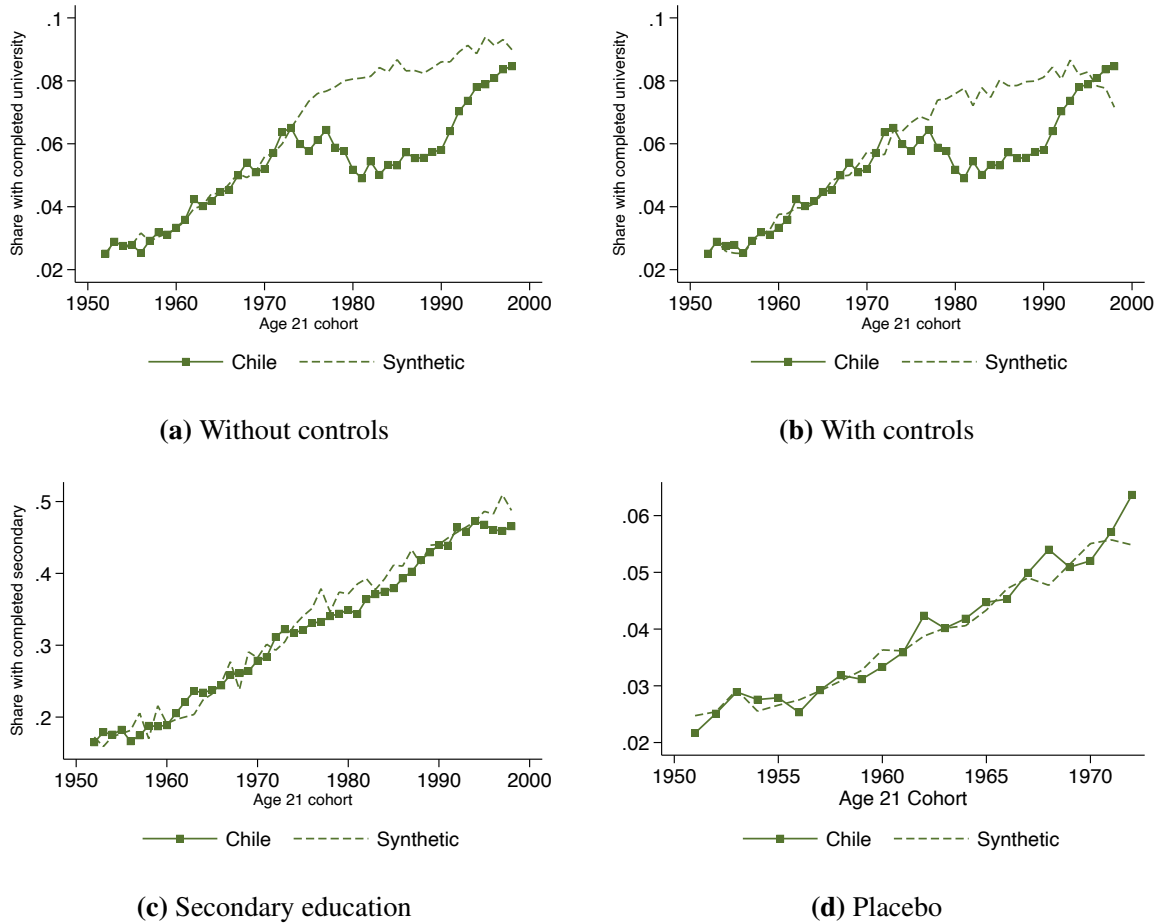 .1
.08
.06
.04
.02
Share with completed university
1950 1960 1970 1980 1990 2000
Age 21 cohort
Chile Synthetic
(a) Without controls
.1
.08
.06
.04
.02
Share with completed university
1950 1960 1970 1980 1990 2000
Age 21 cohort
Chile Synthetic
(b) With controls
.5
.4
.3
.2
Share with completed secondary
1950 1960 1970 1980 1990 2000
Age 21 cohort
Chile Synthetic
(c) Secondary education
.06
.05
.04
.03
.02
1950 1955 1960 1965 1970
Age 21 Cohort
Chile Synthetic
(d) Placebo